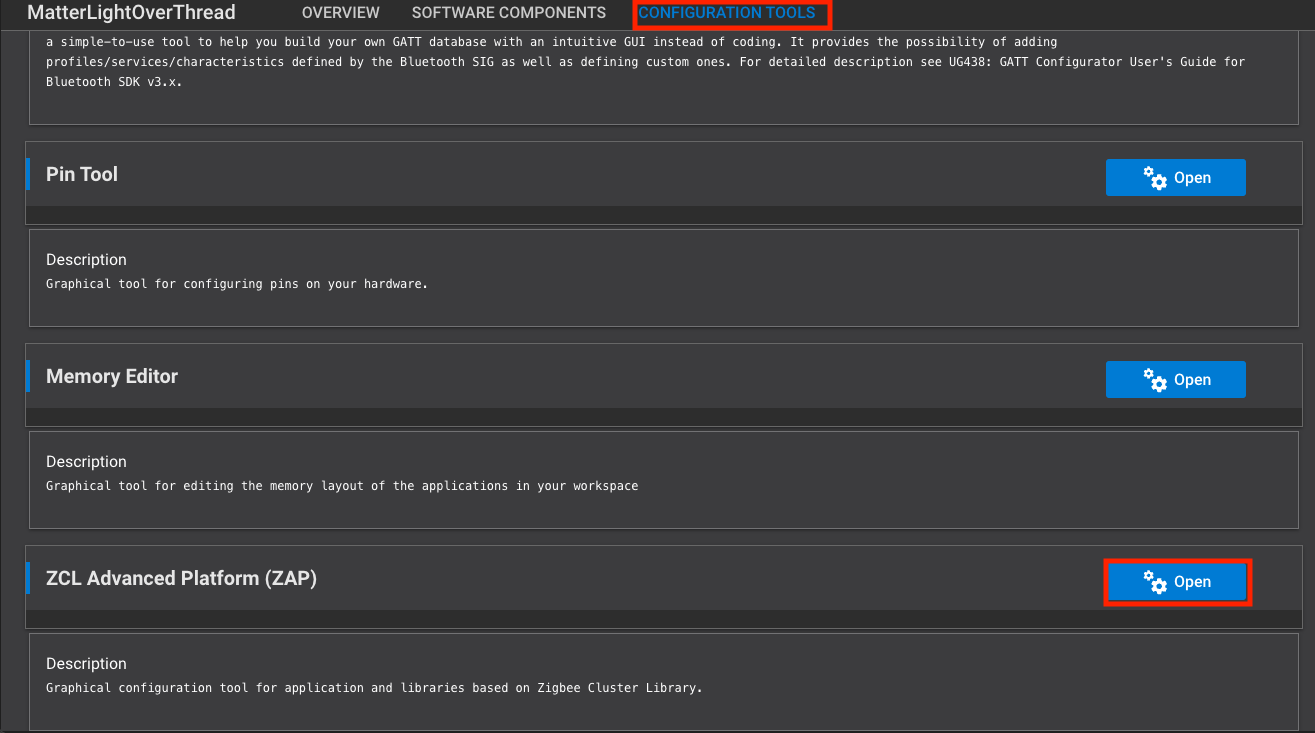 MatterLightOverThread OVERVIEW SOFTWARE COMPONENTS CONFIGURATION TOOLS
a simple-to-use tool to help you build your own GATT database with an intuitive GUI instead of coding. It provides the possibility of adding
profiles/services/characteristics defined by the Bluetooth SIG as well as defining custom ones. For detailed description see UG438: GATT Configurator User's Guide for
Bluetooth SDK v3.x.
Pin Tool Open
Description
Graphical tool for configuring pins on your hardware.
Memory Editor Open
Description
Graphical tool for editing the memory layout of the applications in your workspace
ZCL Advanced Platform (ZAP) Open
Description
Graphical configuration tool for application and libraries based on Zigbee Cluster Library.